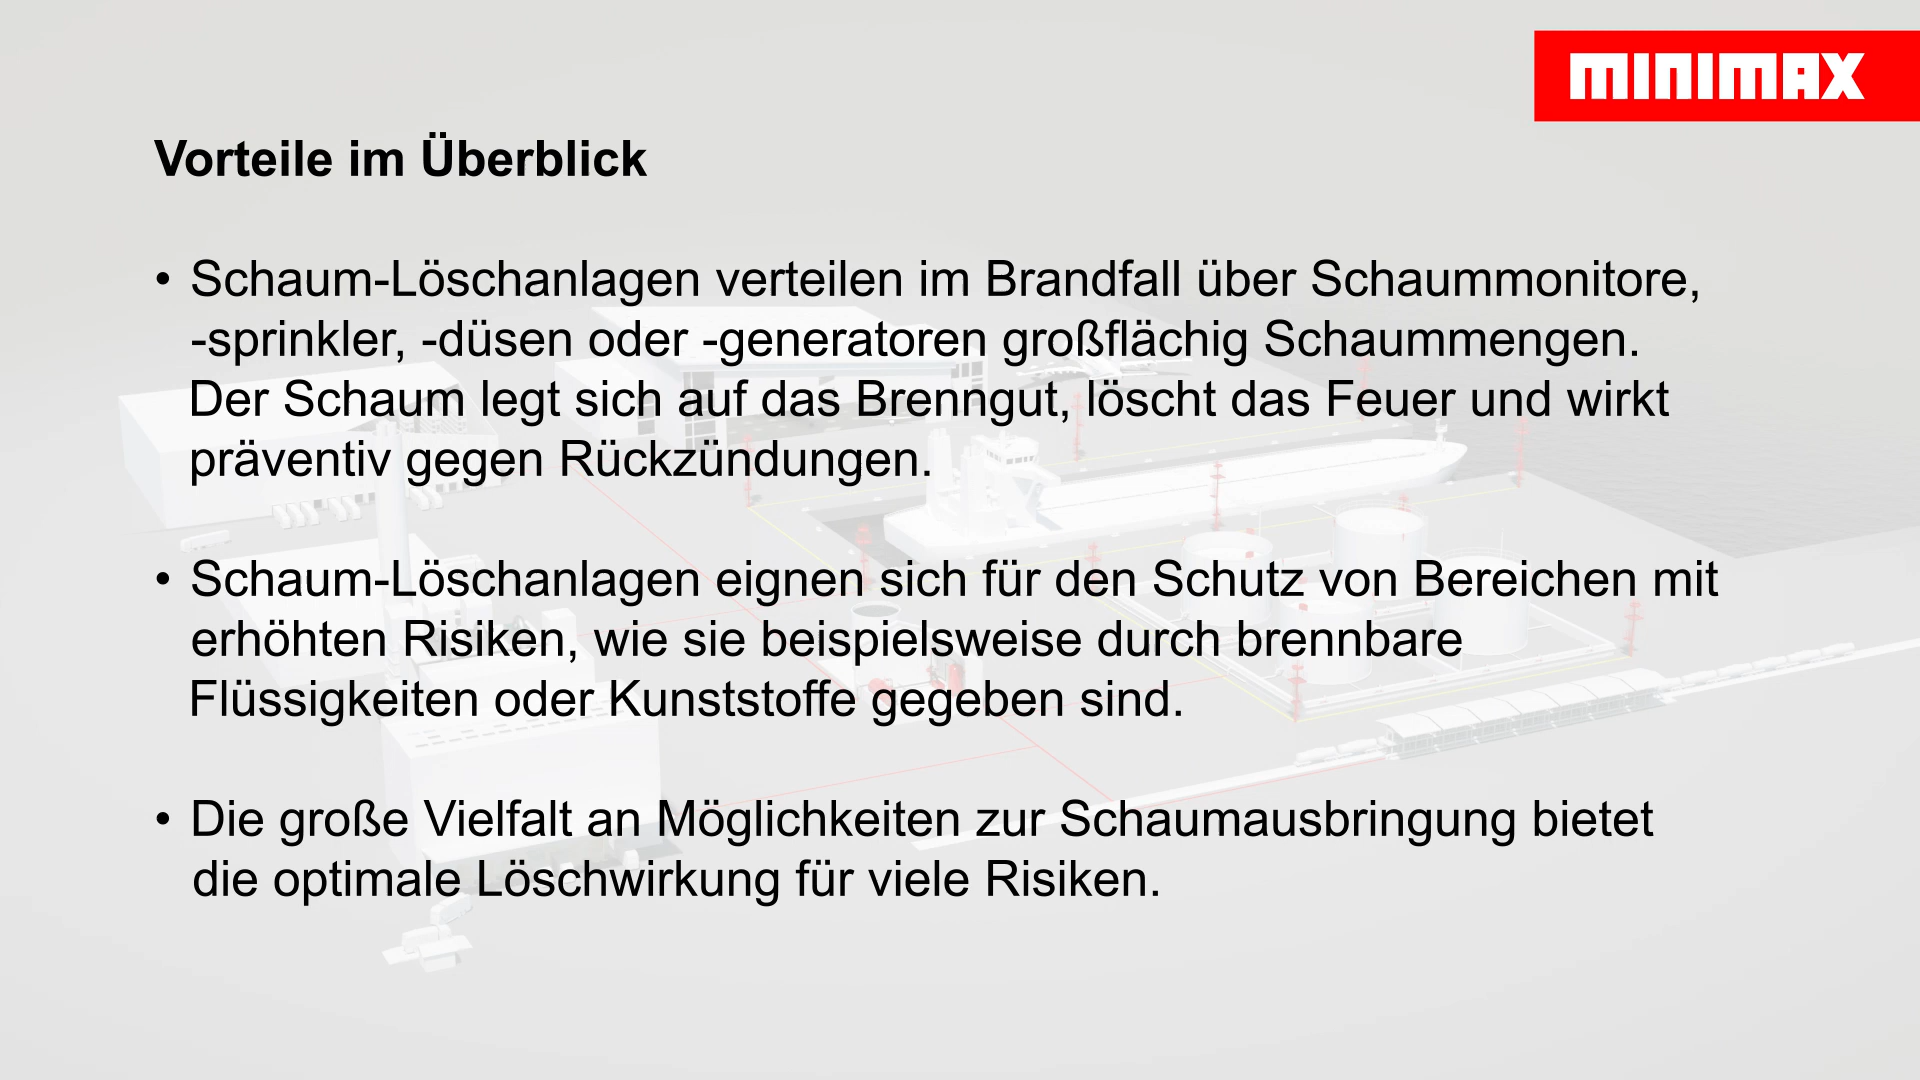 MINIMAX
Vorteile im Überblick
• Schaum-Löschanlagen verteilen im Brandfall über Schaummonitore,
-sprinkler, -düsen oder -generatoren großflächig Schaummengen.
Der Schaum legt sich auf das Brenngut, löscht das Feuer und wirkt
präventiv gegen Rückzündungen.
• Schaum-Löschanlagen eignen sich für den Schutz von Bereichen mit
erhöhten Risiken, wie sie beispielsweise durch brennbare
Flüssigkeiten oder Kunststoffe gegeben sind.
• Die große Vielfalt an Möglichkeiten zur Schaumausbringung bietet
die optimale Löschwirkung für viele Risiken.